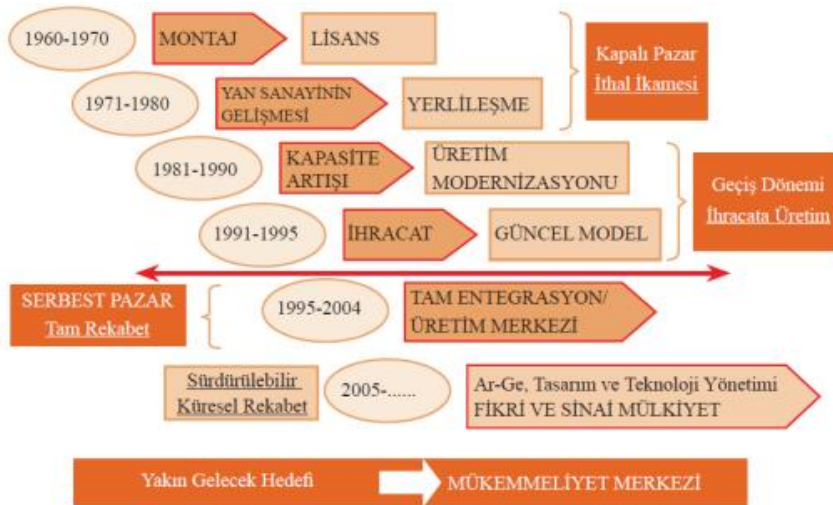 1960-1970
MONTAJ
LİSANS
Kapalı Pazar
İthal İkamesi
1971-1980
YAN SANAYİNİN
GELİŞMESİ
YERLİLEŞME
1981-1990
KAPASİTE
ARTIŞI
ÜRETİM
MODERNİZASYONU
Geçiş Dönemi
İhracata Üretim
1991-1995
İHRACAT
GÜNCEL MODEL
SERBEST PAZAR
Tam Rekabet
1995-2004
TAM ENTEGRASYON/
ÜRETİM MERKEZİ
Sürdürülebilir
Küresel Rekabet
2005-......
Ar-Ge, Tasarım ve Teknoloji Yönetimi
FİKRİ VE SİNAİ MÜLKİYET
Yakın Gelecek Hedefi
MÜKEMMELİYET MERKEZİ